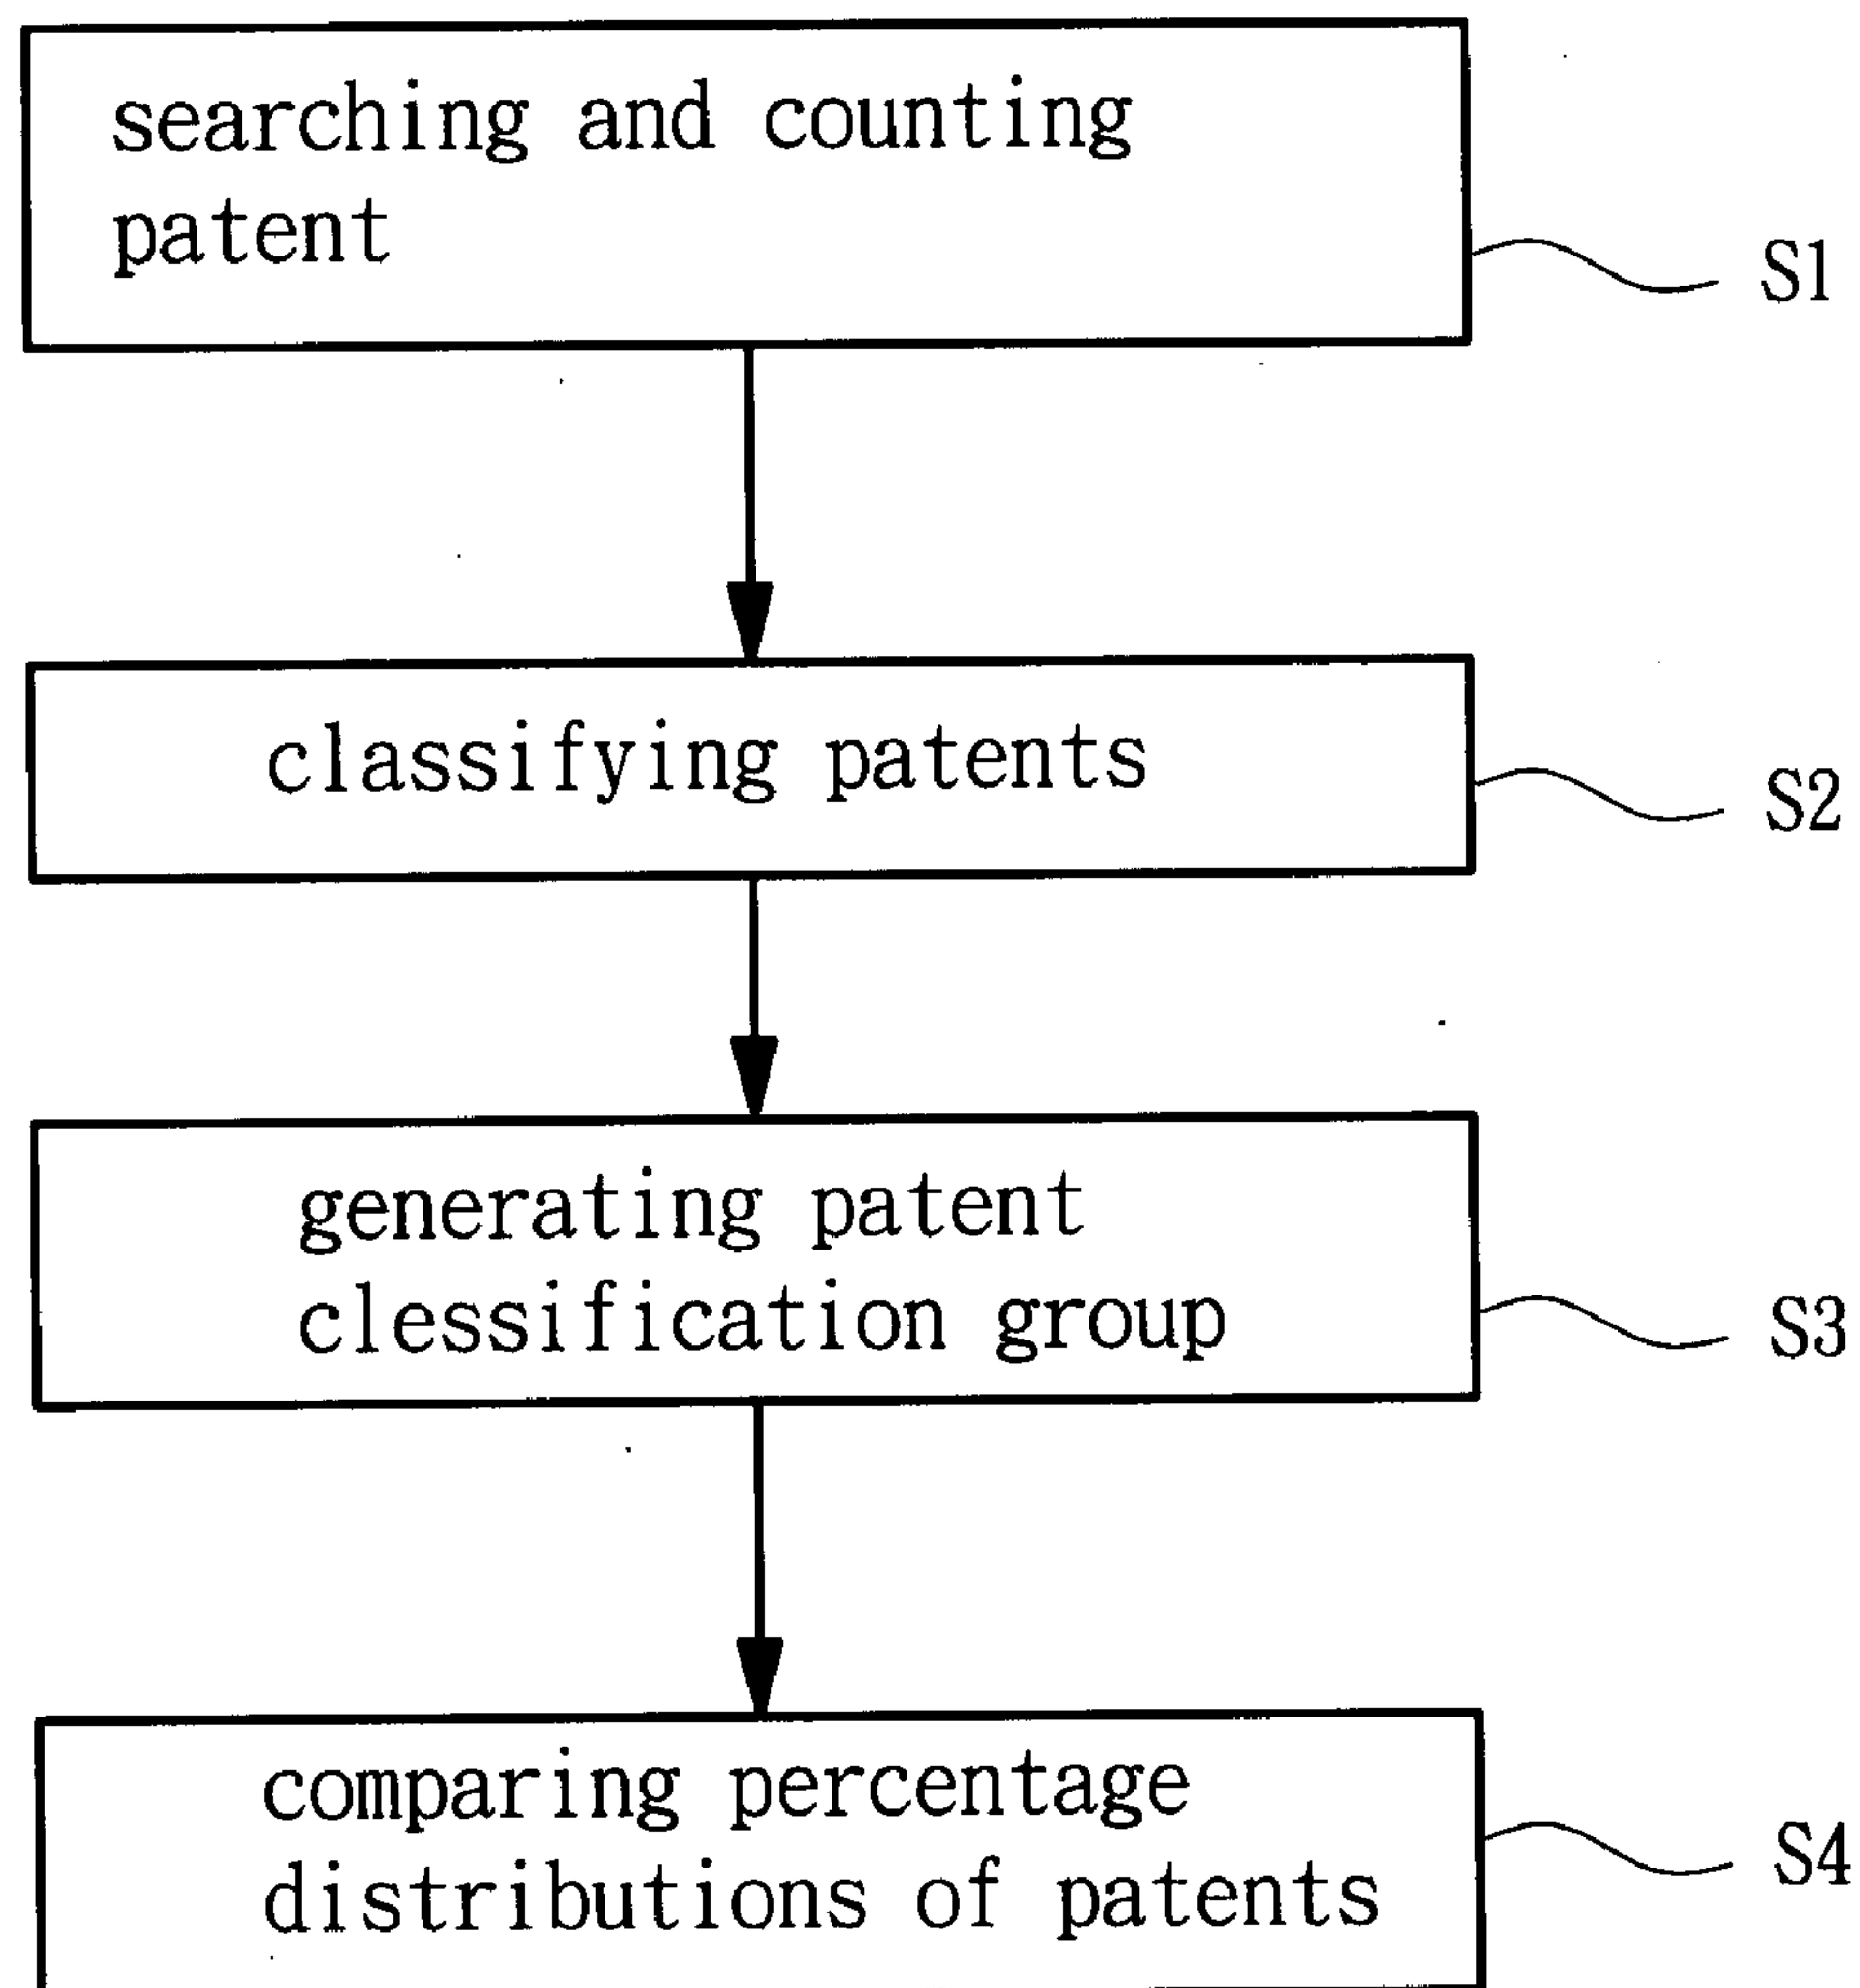 searching and counting
patent
S1
classifying patents
S2
generating patent
clessification group
S3
comparing percentage
distributions of patents
S4